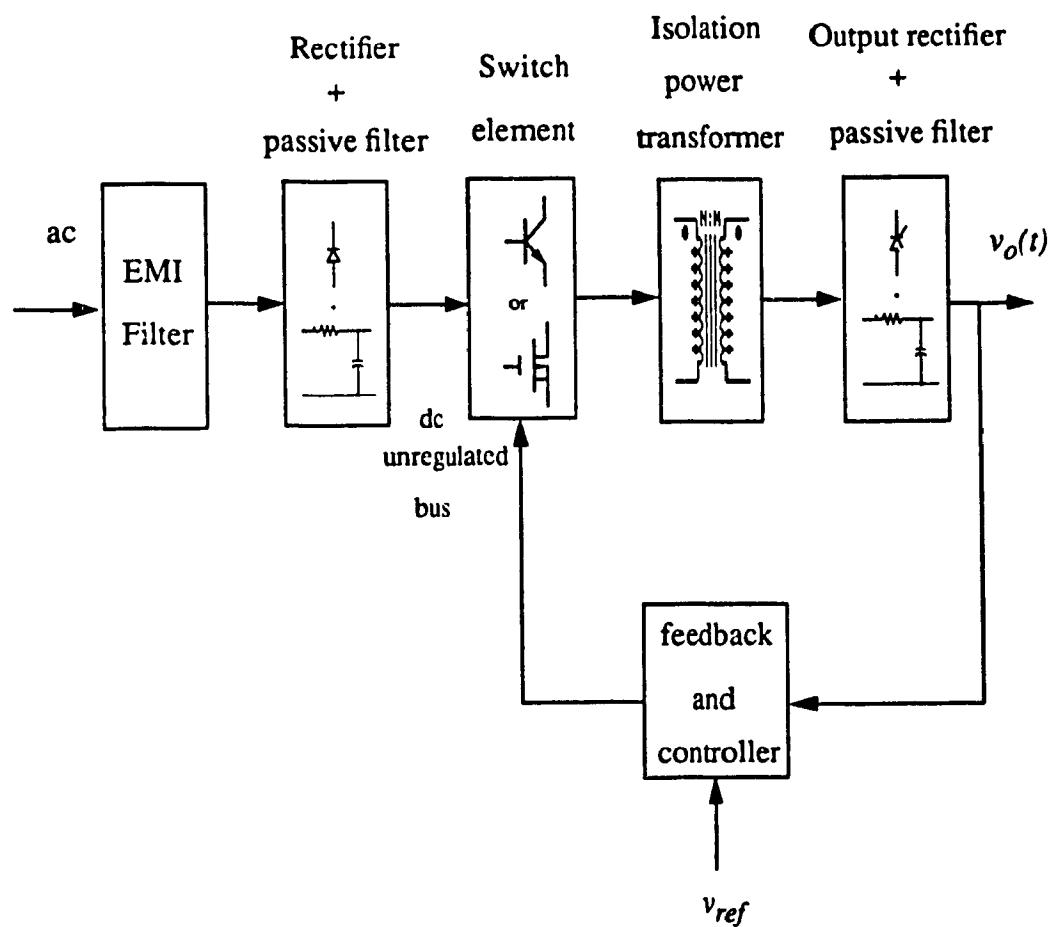 Rectifier
+
passive filter
Switch
element
Isolation
power
transformer
Output rectifier
+
passive filter
ac
EMI
Filter
or
N:M
v_o(t)
dc
unregulated
bus
feedback
and
controller
v_ref